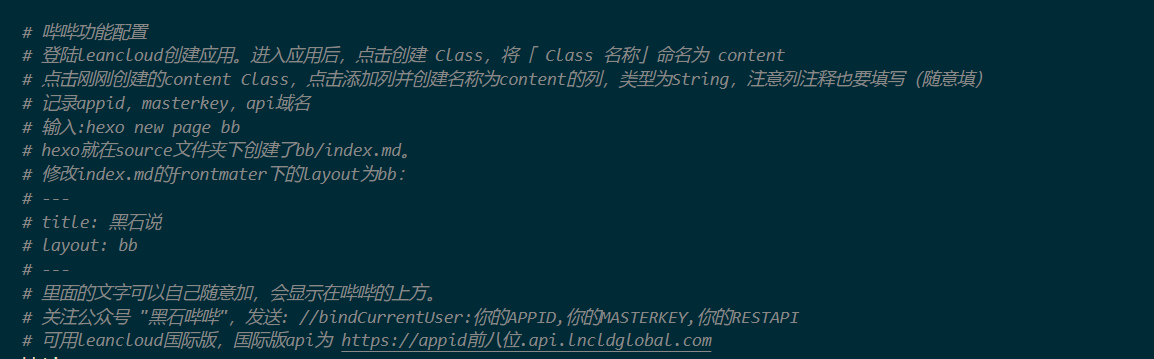 # 哔哔功能配置
# 登陆leancloud创建应用。进入应用后，点击创建 Class，将「 Class 名称」命名为 content
# 点击刚刚创建的content Class，点击添加列并创建名称为content的列，类型为String，注意列注释也要填写（随意填）
# 记录appid，masterkey，api域名
# 输入:hexo new page bb
# hexo就在source文件夹下创建了bb/index.md。
# 修改index.md的frontmater下的layout为bb：
# ---
# title: 黑石说
# layout: bb
# ---
# 里面的文字可以自己随意加，会显示在哔哔的上方。
# 关注公众号 "黑石哔哔"，发送: //bindCurrentUser:你的APPID,你的MASTERKEY,你的RESTAPI
# 可用leancloud国际版，国际版api为 https://appid前八位.api.lncldglobal.com